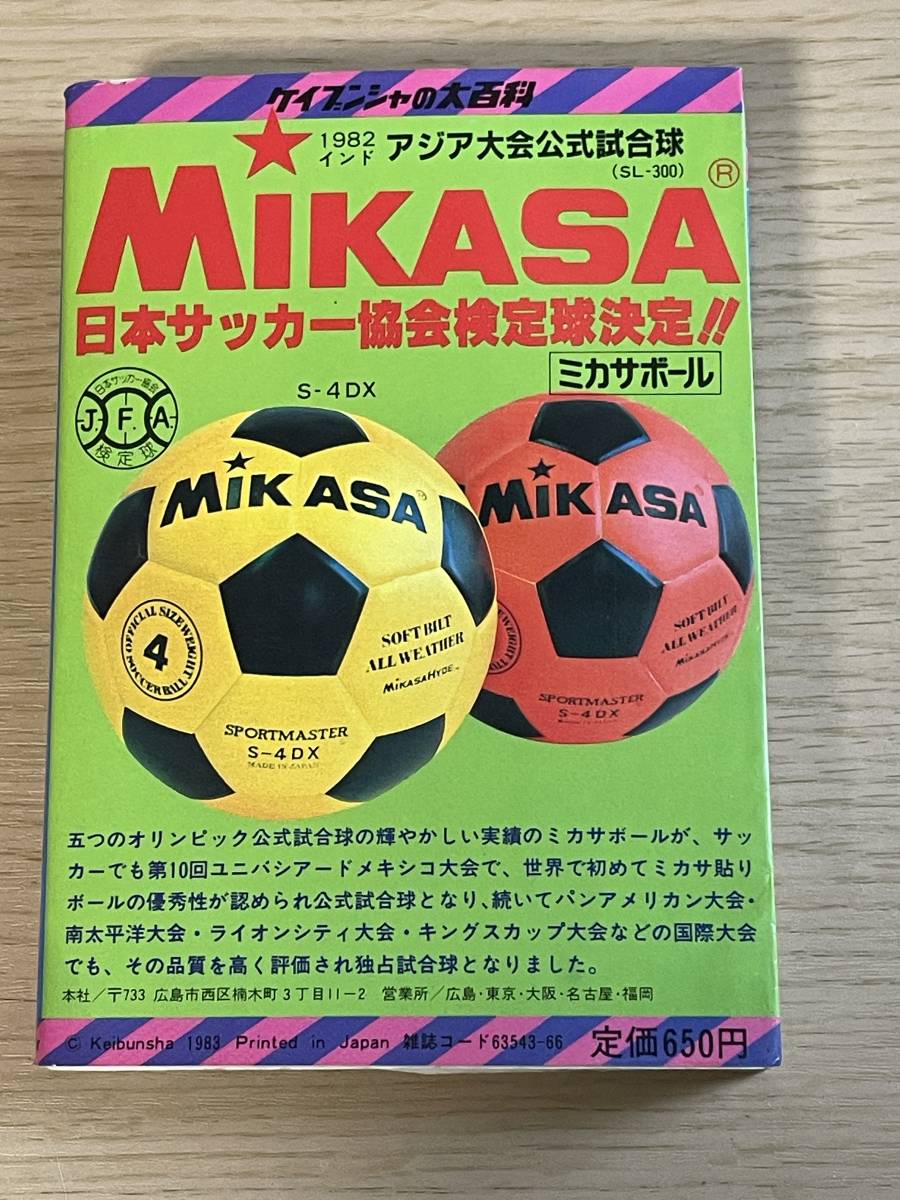 ケイブンシャの大百科
1982
インド
アジア大会公式試合球
(SL-300)
MiKASA®
日本サッカー協会検定球決定!!
ミカサボール
S-4DX
日本サッカー協会
J. F. A.
検定球
MiKASA
MiKASA
OFFICIAL SIZE WEIGHT
4
SOCCER BALL
SOFT BILT
ALL WEATHER
MIKASAHYDE
SPORTMASTER
S-4DX
MADE IN JAPAN
SOFT BILT
ALL WEATHER
SPORTMASTER
S-4DX
五つのオリンピック公式試合球の輝やかしい実績のミカサボールが、サッ
カーでも第10回ユニバシアードメキシコ大会で、世界で初めてミカサ貼り
ボールの優秀性が認められ公式試合球となり、続いてパンアメリカン大会・
南太平洋大会・ライオンシティ大会・キングスカップ大会などの国際大会
でも、その品質を高く評価され独占試合球となりました。
本社/〒733 広島市西区楠木町3丁目11-2 営業所/広島・東京・大阪・名古屋・福岡
© Keibunsha 1983 Printed in Japan 雑誌コード63543-66 定価650円